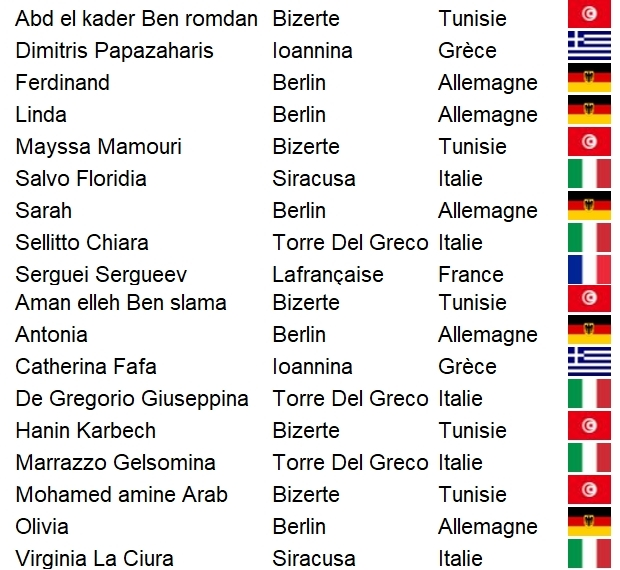 Abd el kader Ben romdan Bizerte Tunisie
Dimitris Papazaharis Ioannina Grèce
Ferdinand Berlin Allemagne
Linda Berlin Allemagne
Mayssa Mamouri Bizerte Tunisie
Salvo Floridia Siracusa Italie
Sarah Berlin Allemagne
Sellitto Chiara Torre Del Greco Italie
Serguei Sergueev Lafrançaise France
Aman elleh Ben slama Bizerte Tunisie
Antonia Berlin Allemagne
Catherina Fafa Ioannina Grèce
De Gregorio Giuseppina Torre Del Greco Italie
Hanin Karbech Bizerte Tunisie
Marrazzo Gelsomina Torre Del Greco Italie
Mohamed amine Arab Bizerte Tunisie
Olivia Berlin Allemagne
Virginia La Ciura Siracusa Italie